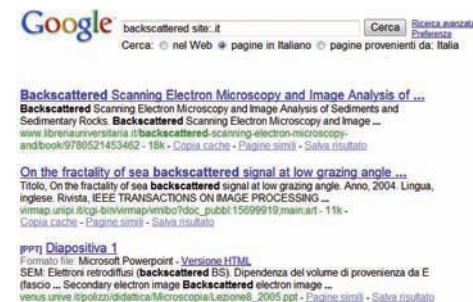 Google backscattered site:.it Cerca Ricerca avanzata
Preferenze
Cerca: nel Web pagine in Italiano pagine provenienti da: Italia
Backscattered Scanning Electron Microscopy and Image Analysis of ...
Backscattered Scanning Electron Microscopy and Image Analysis of Sediments and
Sedimentary Rocks. Backscattered Scanning Electron Microscopy and Image ...
www.libreriauniversitaria.it/backscattered-scanning-electron-microscopy-
and/book/9780521453462 - 18k - Copia cache - Pagine simili - Salva risultato
On the fractality of sea backscattered signal at low grazing angle ...
Titolo, On the fractality of sea backscattered signal at low grazing angle. Anno, 2004. Lingua,
inglese. Rivista, IEEE TRANSACTIONS ON IMAGE PROCESSING ...
virmap.unipi.it/cgi-bin/virmap/vmibo?doc_pubbl:15699919;main;art - 11k -
Copia cache - Pagine simili - Salva risultato
[PPT] Diapositiva 1
Formato file: Microsoft Powerpoint - Versione HTML
SEM: Elettroni retrodiffusi (backscattered BS). Dipendenza del volume di provenienza da E
(fascio ... Secondary electron image Backscattered electron image ...
venus.unive.it/polizzi/didattica/Microscopia/Lezione8_2005.ppt - Pagine simili - Salva risultato